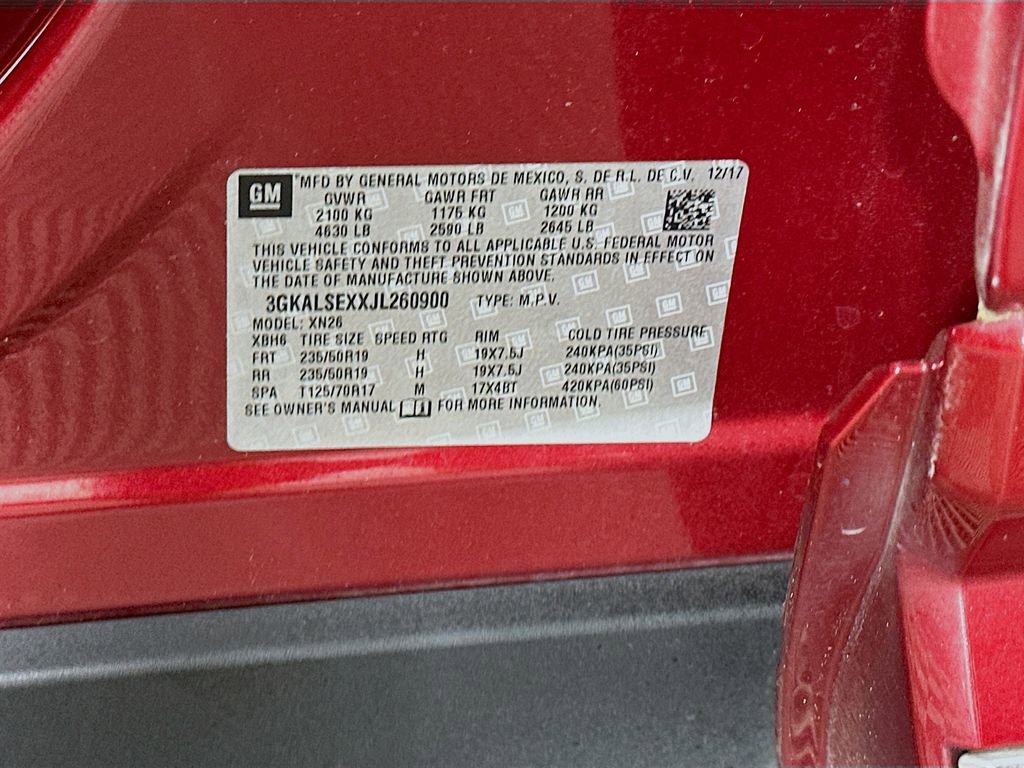 GM MFD BY GENERAL MOTORS DE MEXICO, S. DE R.L. DE C.V. 12/17
GVWR GAWR FRT GAWR RR
2100 KG 1175 KG 1200 KG
4630 LB 2590 LB 2645 LB
THIS VEHICLE CONFORMS TO ALL APPLICABLE U.S. FEDERAL MOTOR
VEHICLE SAFETY AND THEFT PREVENTION STANDARDS IN EFFECT ON
THE DATE OF MANUFACTURE SHOWN ABOVE.
3GKALSEXXJL260900 TYPE: M.P.V.
MODEL: XN26
XBH6 TIRE SIZE SPEED RTG RIM COLD TIRE PRESSURE
FRT 235/50R19 H 19X7.5J 240KPA(35PSI)
RR 235/50R19 H 19X7.5J 240KPA(35PSI)
SPA T125/70R17 M 17X4BT 420KPA(60PSI)
SEE OWNER'S MANUAL FOR MORE INFORMATION.